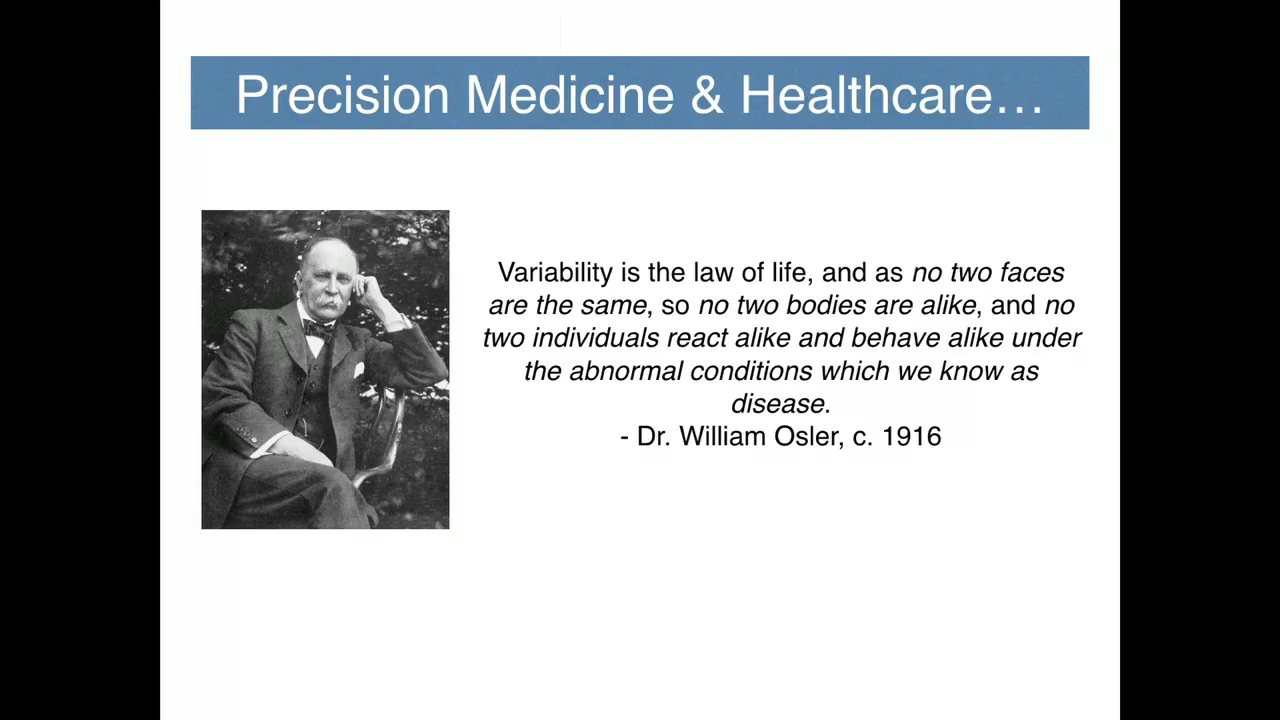 Precision Medicine & Healthcare…
Variability is the law of life, and as no two faces
are the same, so no two bodies are alike, and no
two individuals react alike and behave alike under
the abnormal conditions which we know as
disease.
- Dr. William Osler, c. 1916